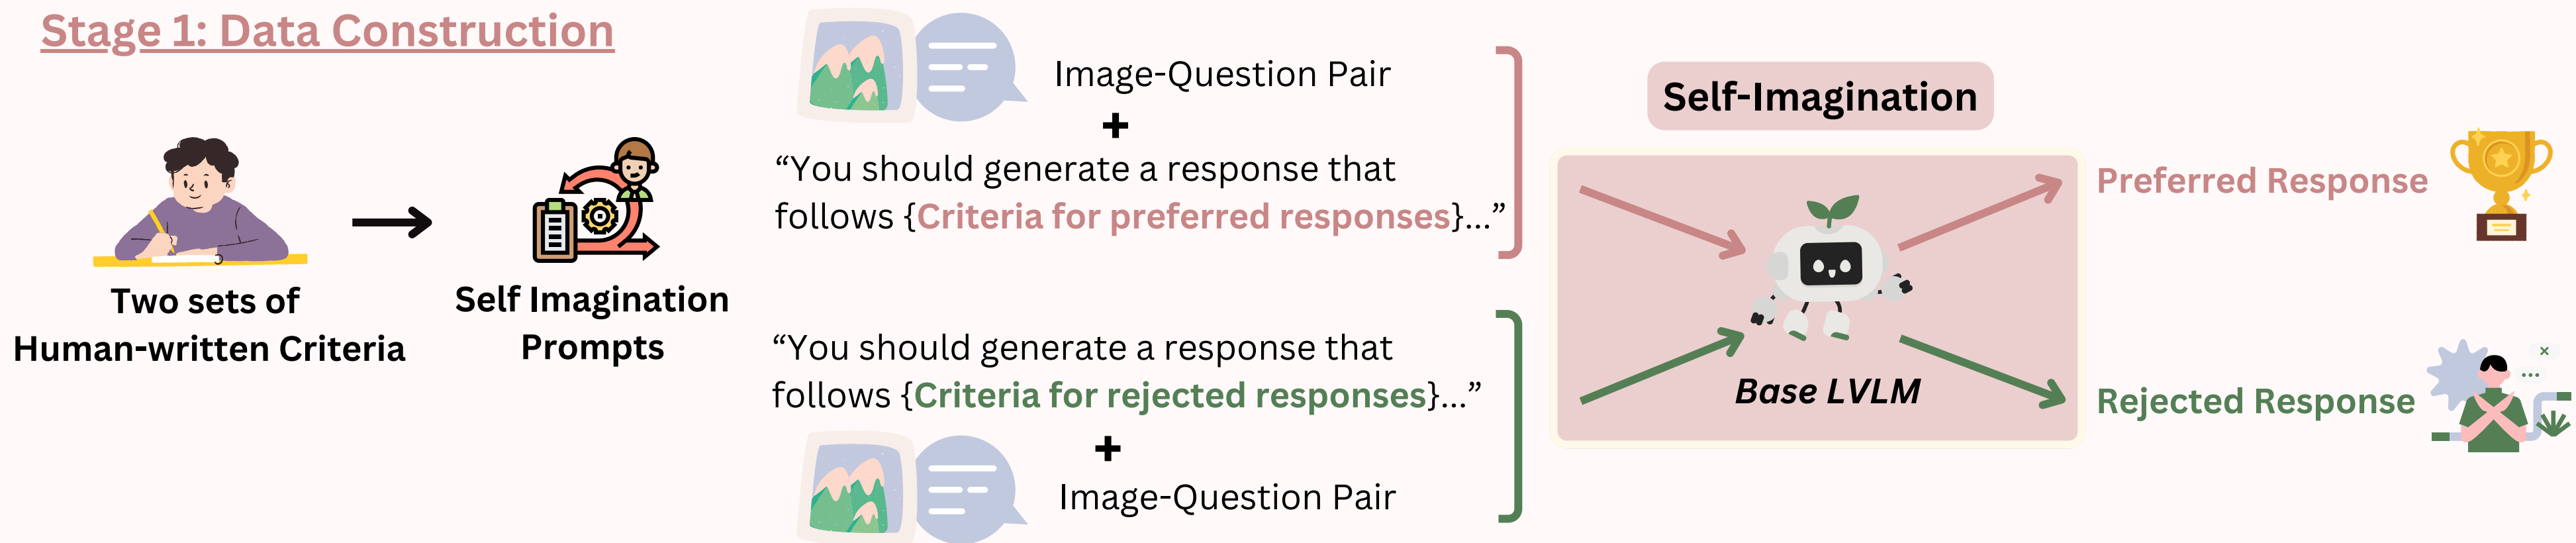 Stage 1: Data Construction
Two sets of
Human-written Criteria
Self Imagination
Prompts
Image-Question Pair
+
“You should generate a response that
follows {Criteria for preferred responses}...”
“You should generate a response that
follows {Criteria for rejected responses}...”
+
Image-Question Pair
Self-Imagination
Base LVLM
Preferred Response
Rejected Response